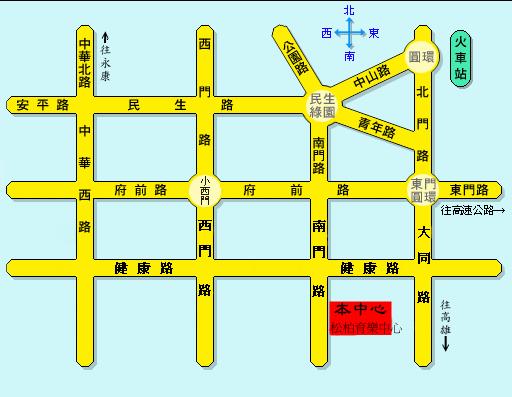 北
西 東
南
中華北路
往永康
西門路
公園路
中山路
圓環
火車站
安平路
民生路
民生綠園
青年路
北門路
中華西路
南門路
府前路
小西門
府前路
東門圓環
東門路
往高速公路→
西門路
南門路
大同路
健康路
健康路
本中心
松柏育樂中心
往高雄